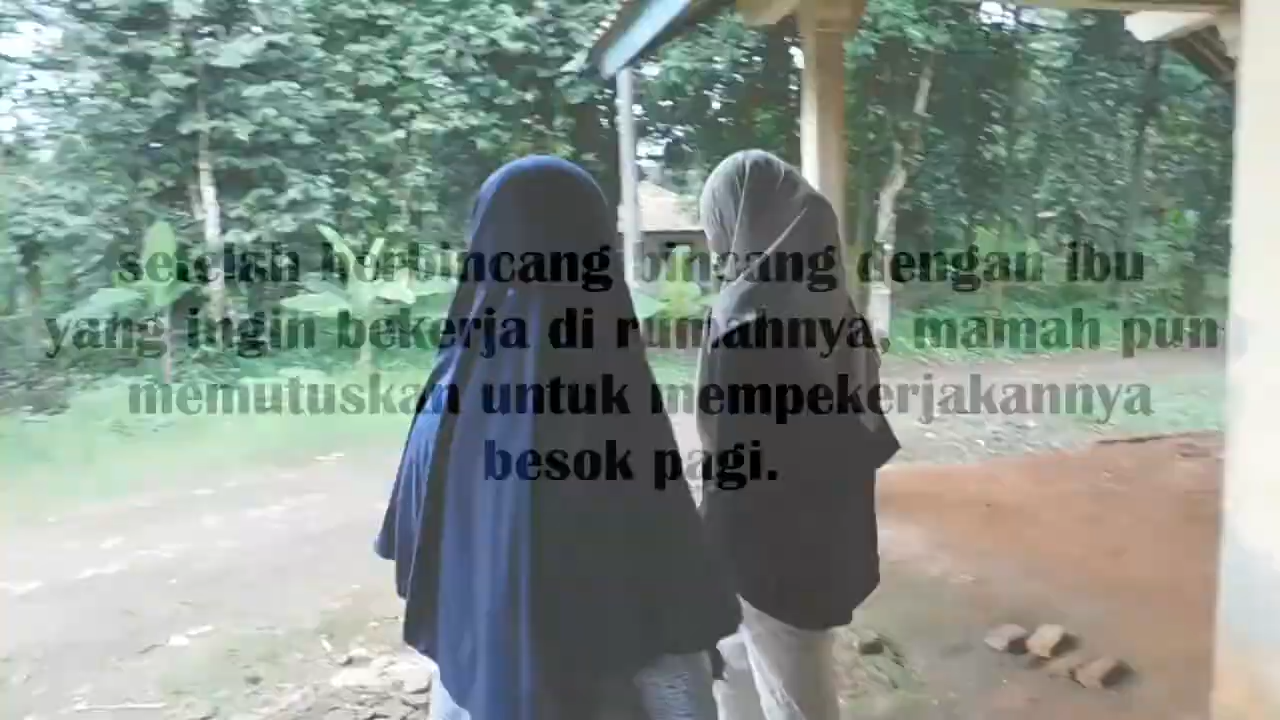 setelah berbincang bincang dengan ibu
yang ingin bekerja di rumahnya, mamah pun
memutuskan untuk mempekerjakannya
besok pagi.